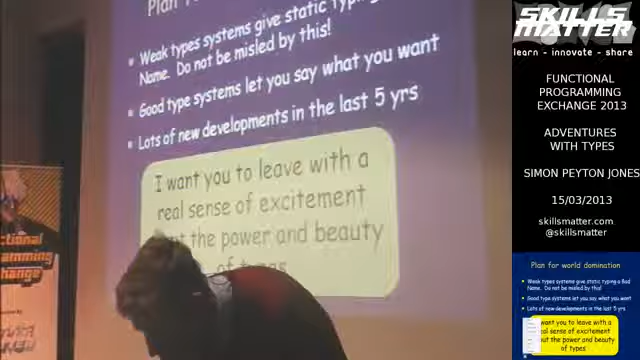 Plan
Weak types systems give static typing
Name. Do not be misled by this!
Good type systems let you say what you want
Lots of new developments in the last 5 yrs
I want you to leave with a
real sense of excitement
the power and beauty
of types
SKILLS
MATTER
learn - innovate - share
FUNCTIONAL
PROGRAMMING
EXCHANGE 2013
ADVENTURES
WITH TYPES
SIMON PEYTON JONES
15/03/2013
skillsmatter.com
@skillsmatter
Plan for world domination
Weak types systems give static typing a Bad
Name. Do not be misled by this!
Good type systems let you say what you want
Lots of new developments in the last 5 yrs
want you to leave with a
real sense of excitement
the power and beauty
of types
ctional
amming
hange